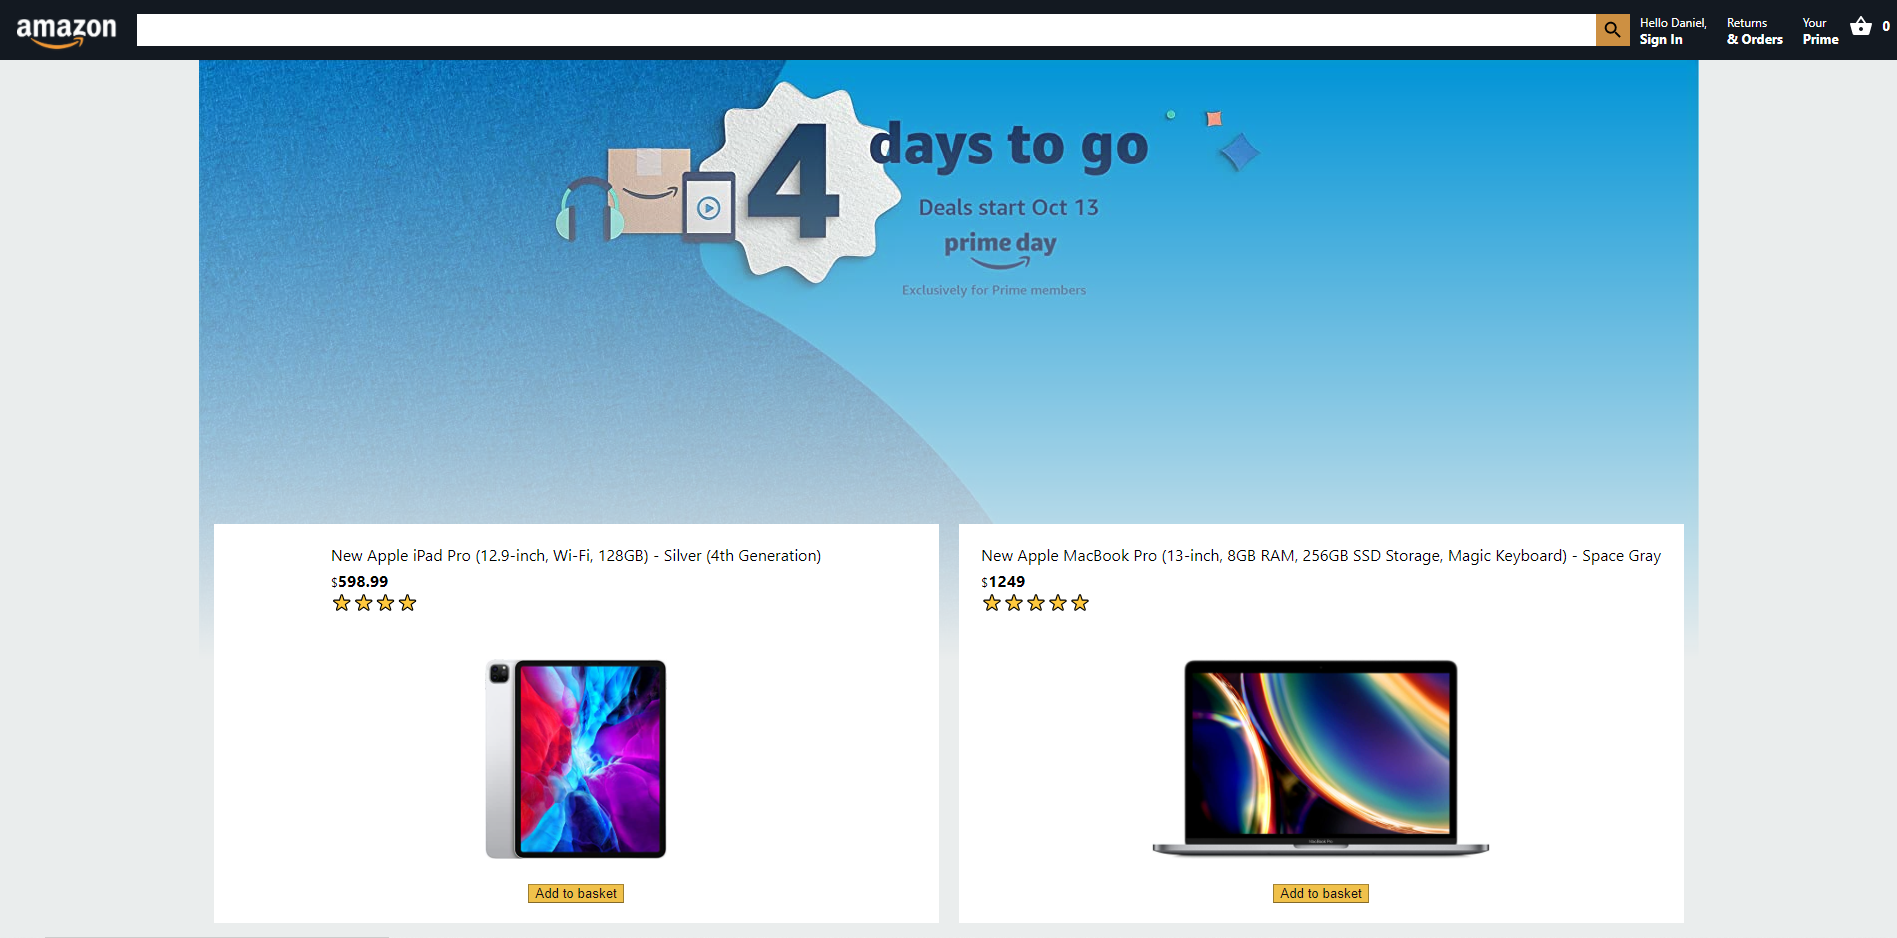 amazon
Hello Daniel,
Sign In
Returns
& Orders
Your
Prime
0
4 days to go
Deals start Oct 13
prime day
Exclusively for Prime members
New Apple iPad Pro (12.9-inch, Wi-Fi, 128GB) - Silver (4th Generation)
$598.99
New Apple MacBook Pro (13-inch, 8GB RAM, 256GB SSD Storage, Magic Keyboard) - Space Gray
$1249
MacBook Pro
Add to basket
Add to basket